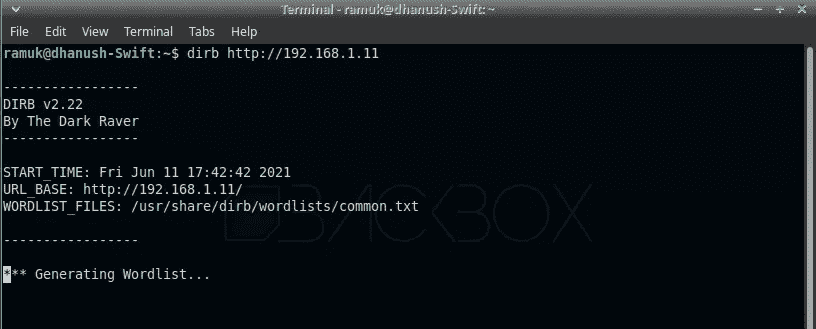 Terminal - ramuk@dhanush-Swift: ~
File Edit View Terminal Tabs Help
ramuk@dhanush-Swift:~$ dirb http://192.168.1.11
-----------------
DIRB v2.22
By The Dark Raver
-----------------
START_TIME: Fri Jun 11 17:42:42 2021
URL_BASE: http://192.168.1.11/
WORDLIST_FILES: /usr/share/dirb/wordlists/common.txt
BACKBOX
-----------------
*** Generating Wordlist...